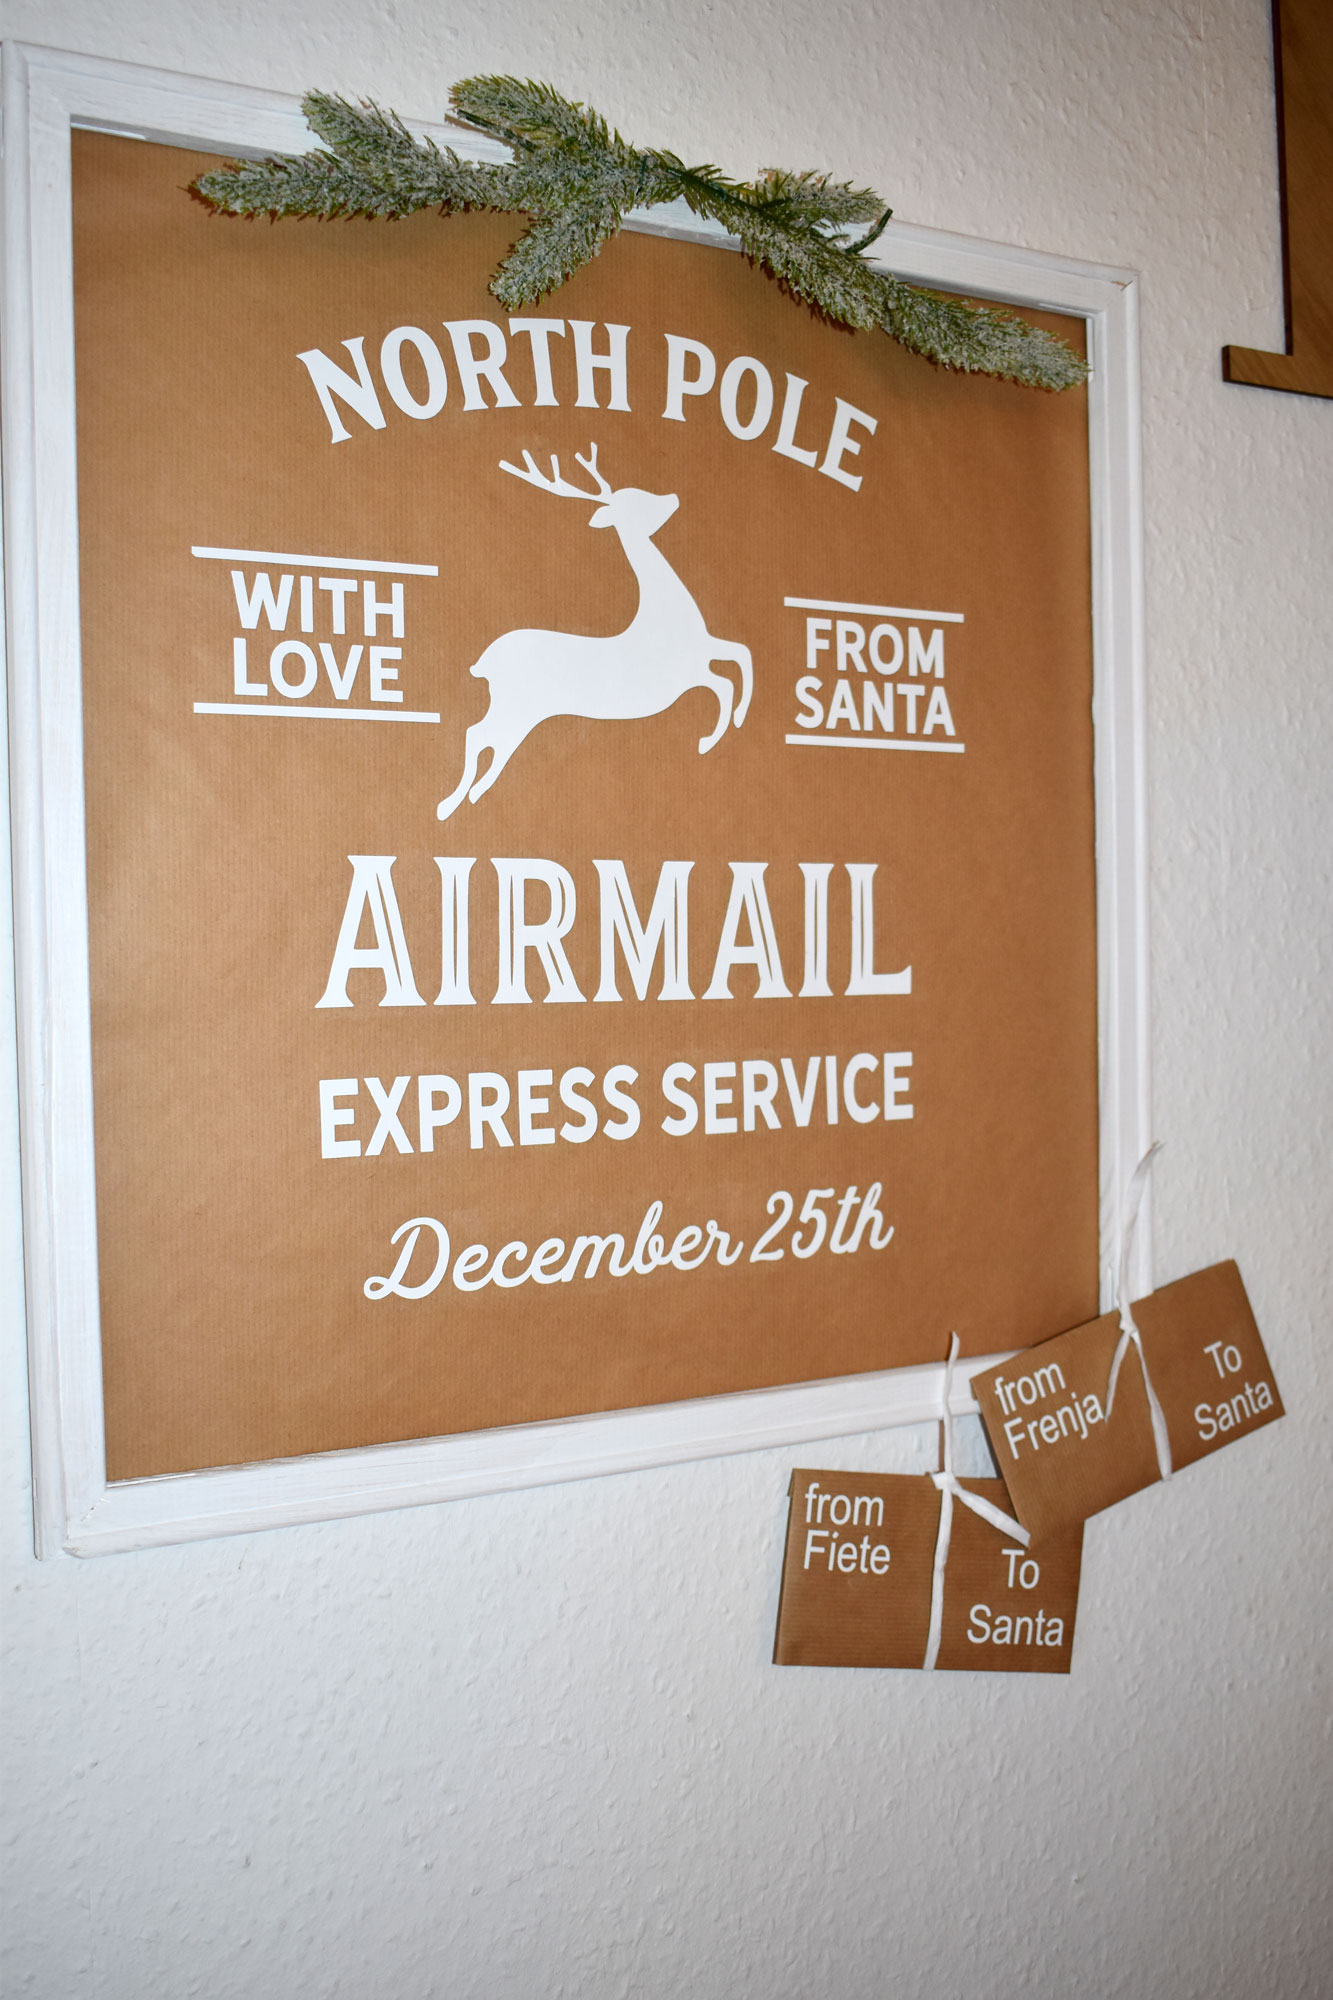 NORTH POLE
WITH
LOVE
FROM
SANTA
AIRMAIL
EXPRESS SERVICE
December 25th
from
Frenja
To
Santa
from
Fiete
To
Santa